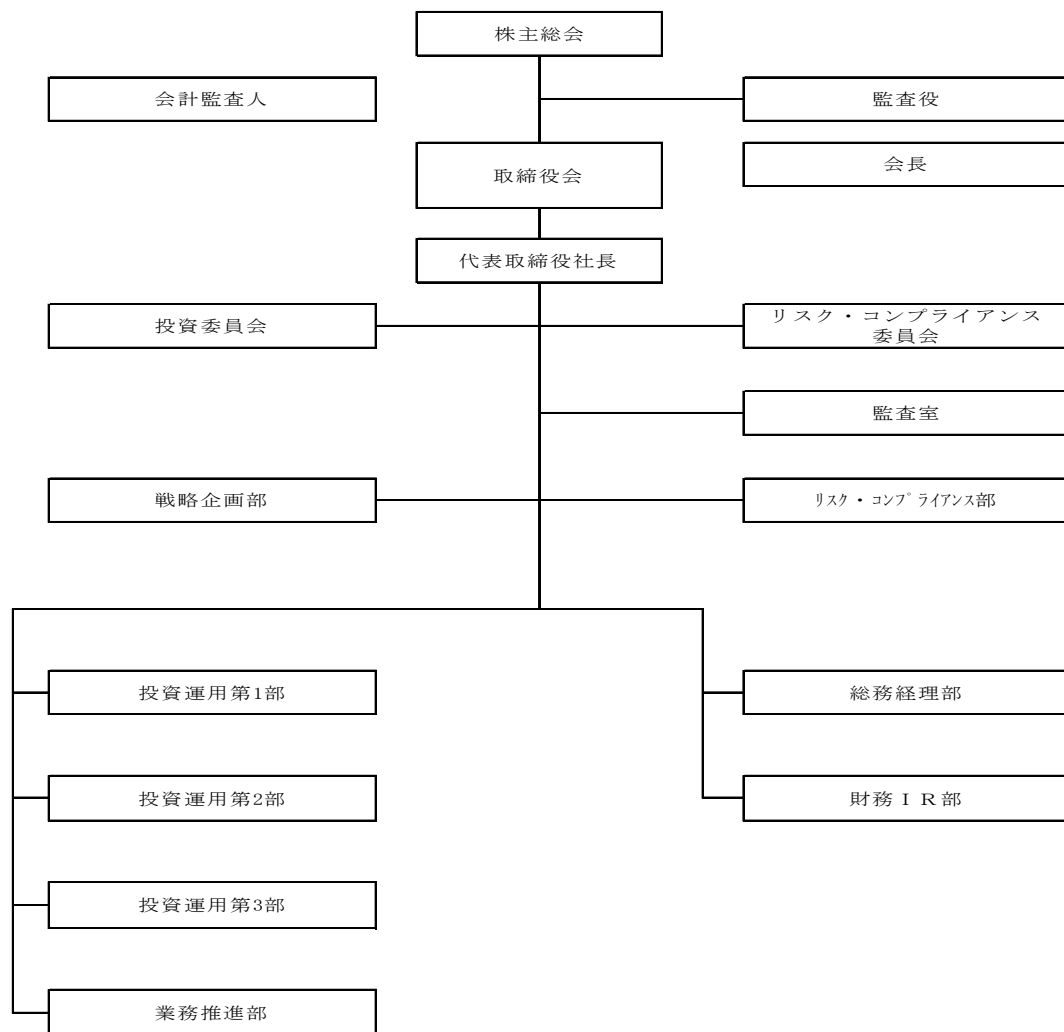 株主総会
会計監査人
監査役
取締役会
会長
代表取締役社長
投資委員会
リスク・コンプライアンス
委員会
監査室
戦略企画部
リスク・コンプライアンス部
投資運用第1部
総務経理部
投資運用第2部
財務ＩＲ部
投資運用第3部
業務推進部